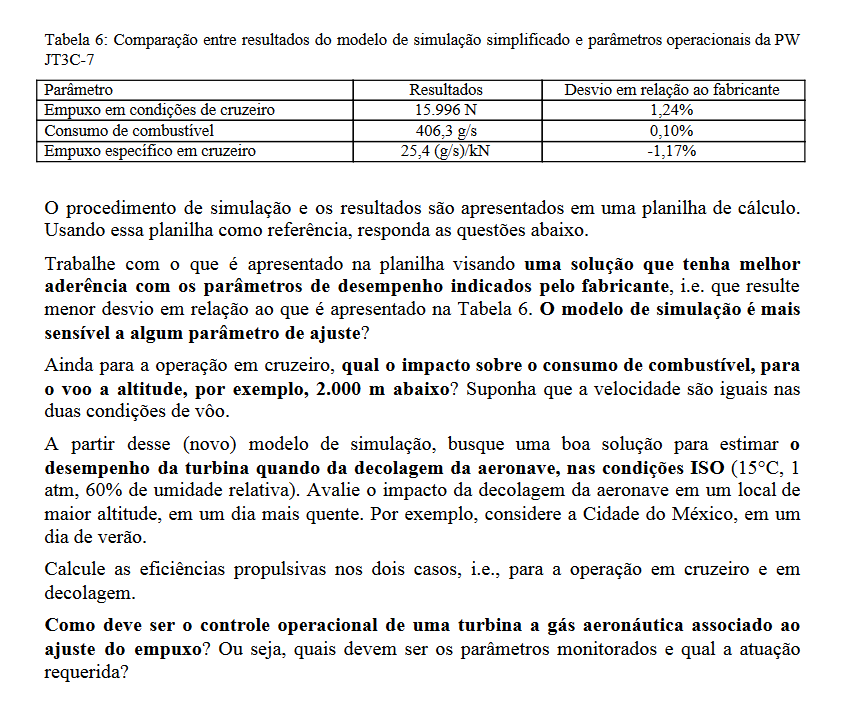 Tabela 6: Comparação entre resultados do modelo de simulação simplificado e parâmetros operacionais da PW
JT3C-7
Parâmetro Resultados Desvio em relação ao fabricante
Empuxo em condições de cruzeiro 15.996 N 1,24%
Consumo de combustível 406,3 g/s 0,10%
Empuxo específico em cruzeiro 25,4 (g/s)/kN -1,17%
O procedimento de simulação e os resultados são apresentados em uma planilha de cálculo.
Usando essa planilha como referência, responda as questões abaixo.
Trabalhe com o que é apresentado na planilha visando uma solução que tenha melhor
aderência com os parâmetros de desempenho indicados pelo fabricante, i.e. que resulte
menor desvio em relação ao que é apresentado na Tabela 6. O modelo de simulação é mais
sensível a algum parâmetro de ajuste?
Ainda para a operação em cruzeiro, qual o impacto sobre o consumo de combustível, para
o voo a altitude, por exemplo, 2.000 m abaixo? Suponha que a velocidade são iguais nas
duas condições de vôo.
A partir desse (novo) modelo de simulação, busque uma boa solução para estimar o
desempenho da turbina quando da decolagem da aeronave, nas condições ISO (15°C, 1
atm, 60% de umidade relativa). Avalie o impacto da decolagem da aeronave em um local de
maior altitude, em um dia mais quente. Por exemplo, considere a Cidade do México, em um
dia de verão.
Calcule as eficiências propulsivas nos dois casos, i.e., para a operação em cruzeiro e em
decolagem.
Como deve ser o controle operacional de uma turbina a gás aeronáutica associado ao
ajuste do empuxo? Ou seja, quais devem ser os parâmetros monitorados e qual a atuação
requerida?